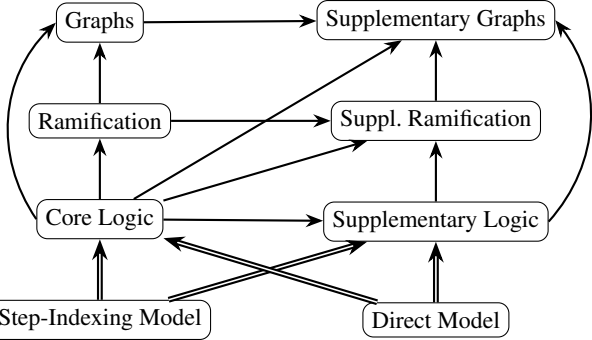 Graphs
Supplementary Graphs
Ramification
Suppl. Ramification
Core Logic
Supplementary Logic
Step-Indexing Model
Direct Model